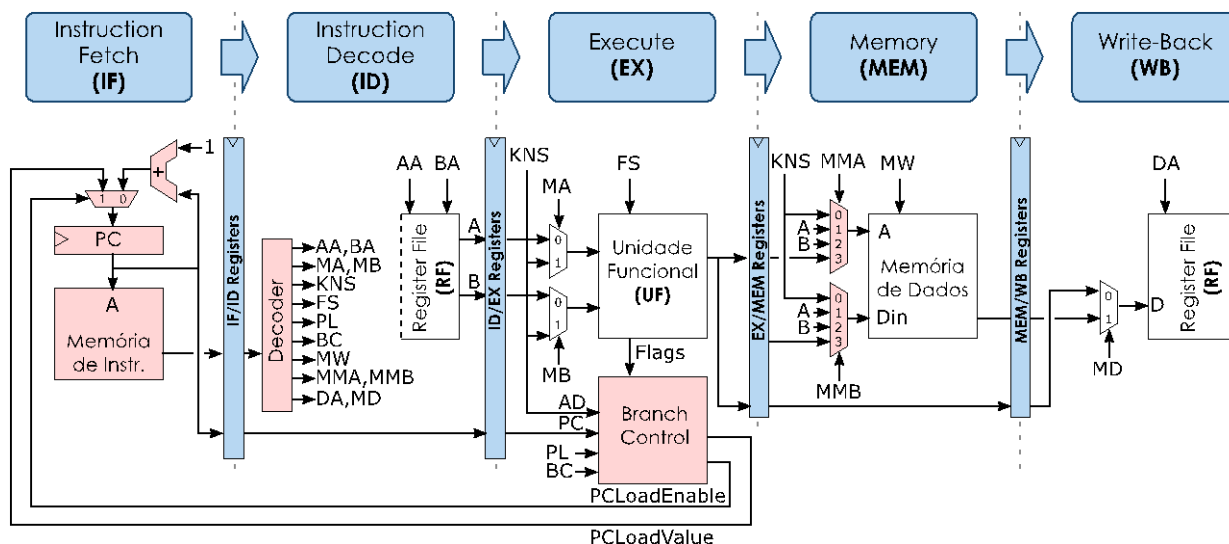 Instruction
Fetch
(IF)
Instruction
Decode
(ID)
Execute
(EX)
Memory
(MEM)
Write-Back
(WB)
1
+
1 0
PC
A
Memória
de Instr.
IF/ID Registers
Decoder
AA,BA
MA,MB
KNS
FS
PL
BC
MW
MMA,MMB
DA,MD
AA BA
Register File
(RF)
A
B
ID/EX Registers
KNS
MA
0
1
0
1
MB
FS
Unidade
Funcional
(UF)
Flags
AD
PC
PL
BC
Branch
Control
PCLoadEnable
PCLoadValue
EX/MEM Registers
KNS MMA
0
A 1
B 2
3
0
A 1
B 2
3
MMB
MW
A
Memória
de Dados
Din
MEM/WB Registers
0
1
MD
DA
D
Register File
(RF)